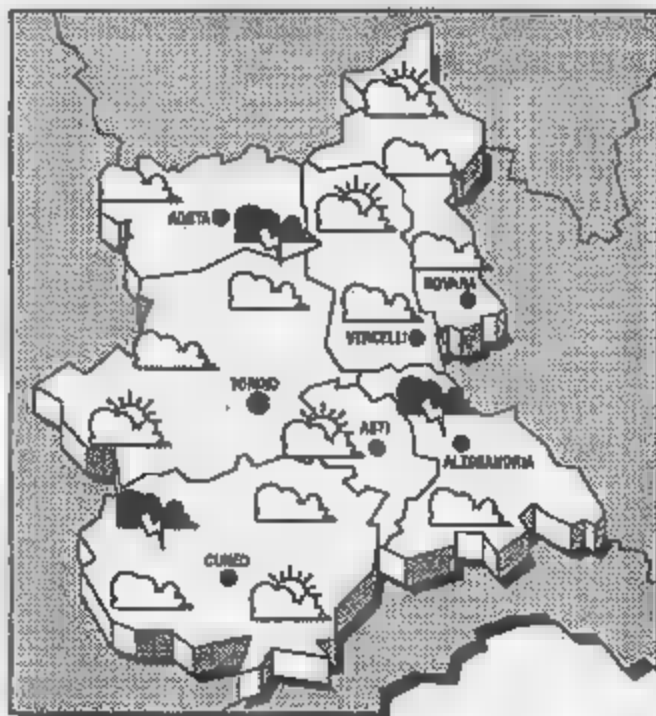 AOSTA
NOVARA
VERCELLI
TORINO
ASTI
ALESSANDRIA
CUNEO